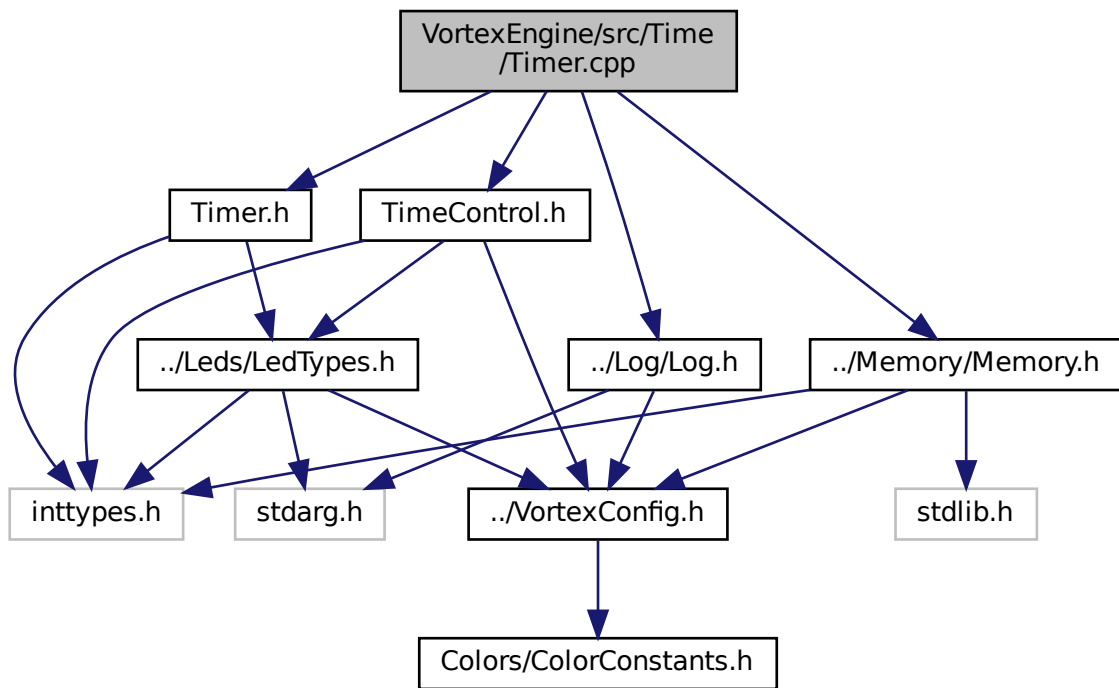 VortexEngine/src/Time
/Timer.cpp
Timer.h
TimeControl.h
../Leds/LedTypes.h
../Log/Log.h
../Memory/Memory.h
inttypes.h
stdarg.h
../VortexConfig.h
stdlib.h
Colors/ColorConstants.h